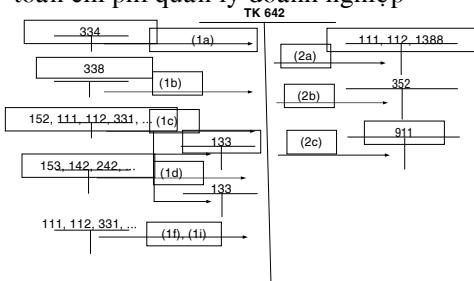 toán chi phí quản lý doanh nghiệp
TK 642
334
(1a)
111, 112, 1388
(2a)
338
(1b)
352
(2b)
152, 111, 112, 331, ...
(1c)
911
133
(2c)
153, 142, 242, ...
(1d)
133
111, 112, 331, ...
(1f), (1i)